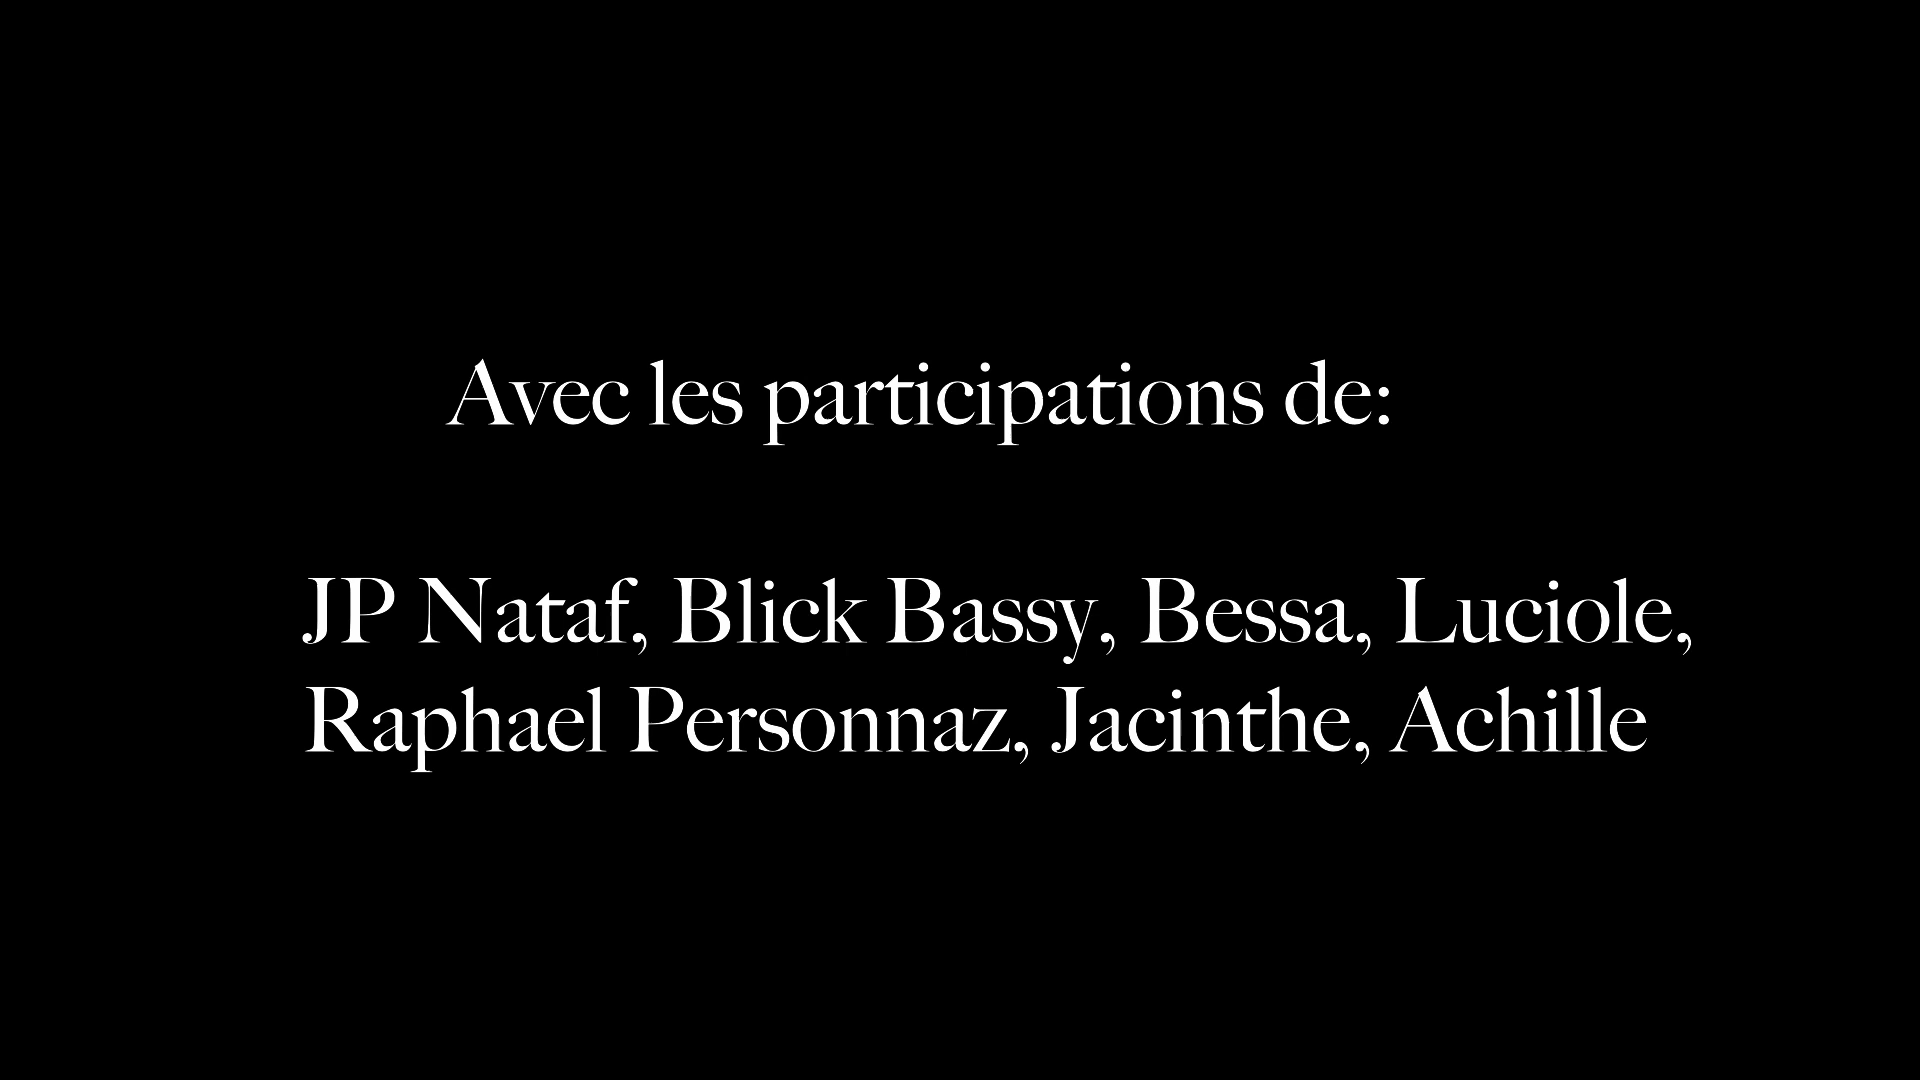 Avec les participations de:
JP Nataf, Blick Bassy, Bessa, Luciole,
Raphael Personnaz, Jacinthe, Achille